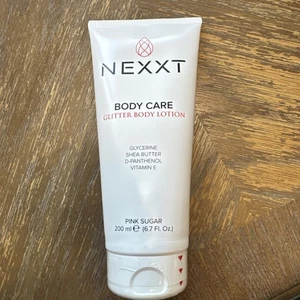 NEXXT
BODY CARE
GLITTER BODY LOTION
GLYCERINE
SHEA BUTTER
D-PANTHENOL
VITAMIN E
PINK SUGAR
200 ml ℮ (6.7 Fl. Oz.)